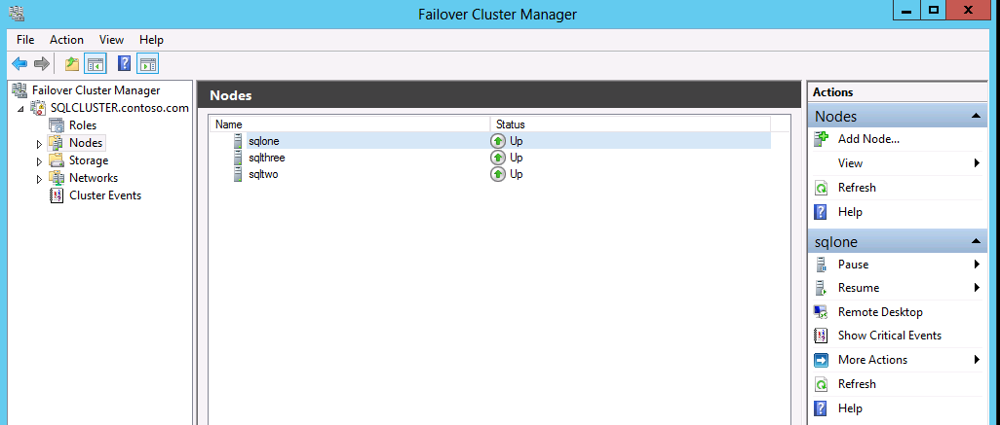 Failover Cluster Manager
File Action View Help
Failover Cluster Manager
SQLCLUSTER.contoso.com
Roles
Nodes
Storage
Networks
Cluster Events
Nodes
Name Status
sqlone Up
sqlthree Up
sqltwo Up
Actions
Nodes
Add Node...
View
Refresh
Help
sqlone
Pause
Resume
Remote Desktop
Show Critical Events
More Actions
Refresh
Help